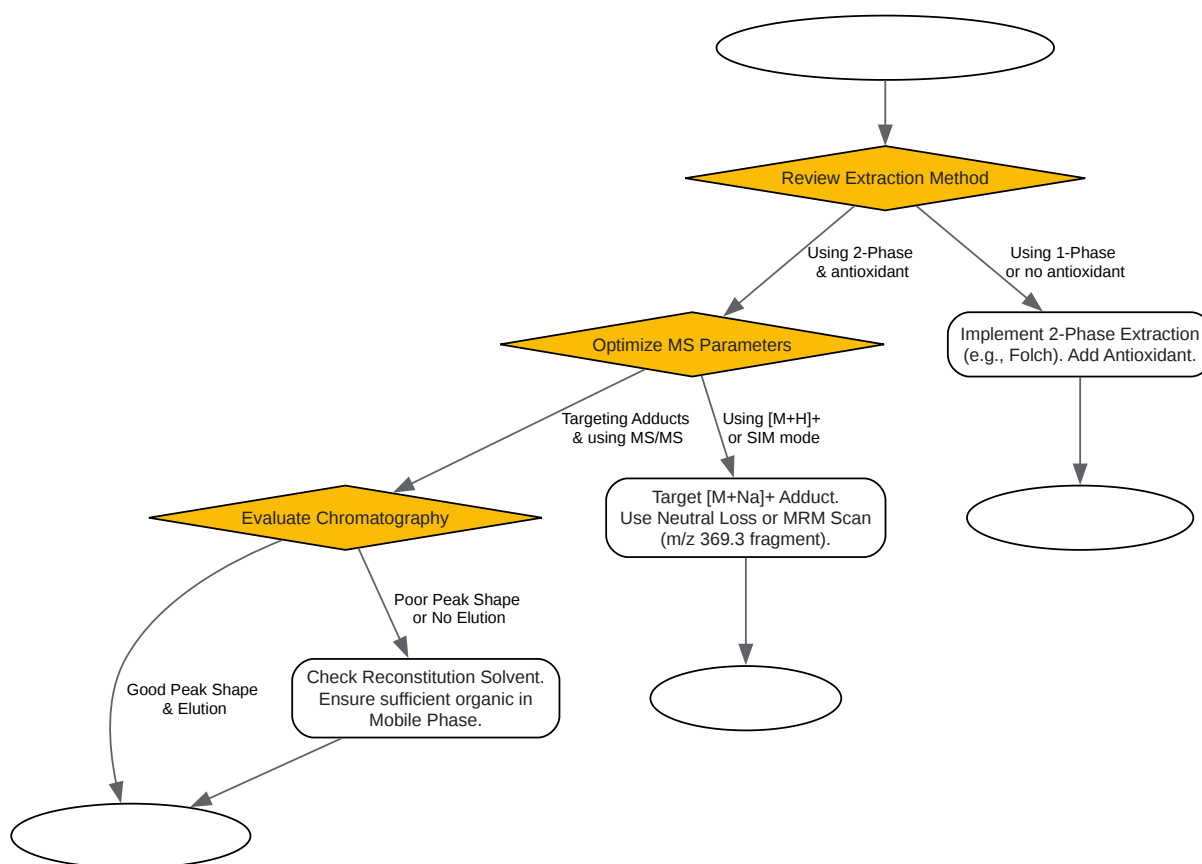 Review Extraction Method
Using 2-Phase
& antioxidant
Using 1-Phase
or no antioxidant
Optimize MS Parameters
Implement 2-Phase Extraction
(e.g., Folch). Add Antioxidant.
Targeting Adducts
& using MS/MS
Using [M+H]+
or SIM mode
Evaluate Chromatography
Target [M+Na]+ Adduct.
Use Neutral Loss or MRM Scan
(m/z 369.3 fragment).
Poor Peak Shape
or No Elution
Good Peak Shape
& Elution
Check Reconstitution Solvent.
Ensure sufficient organic in
Mobile Phase.